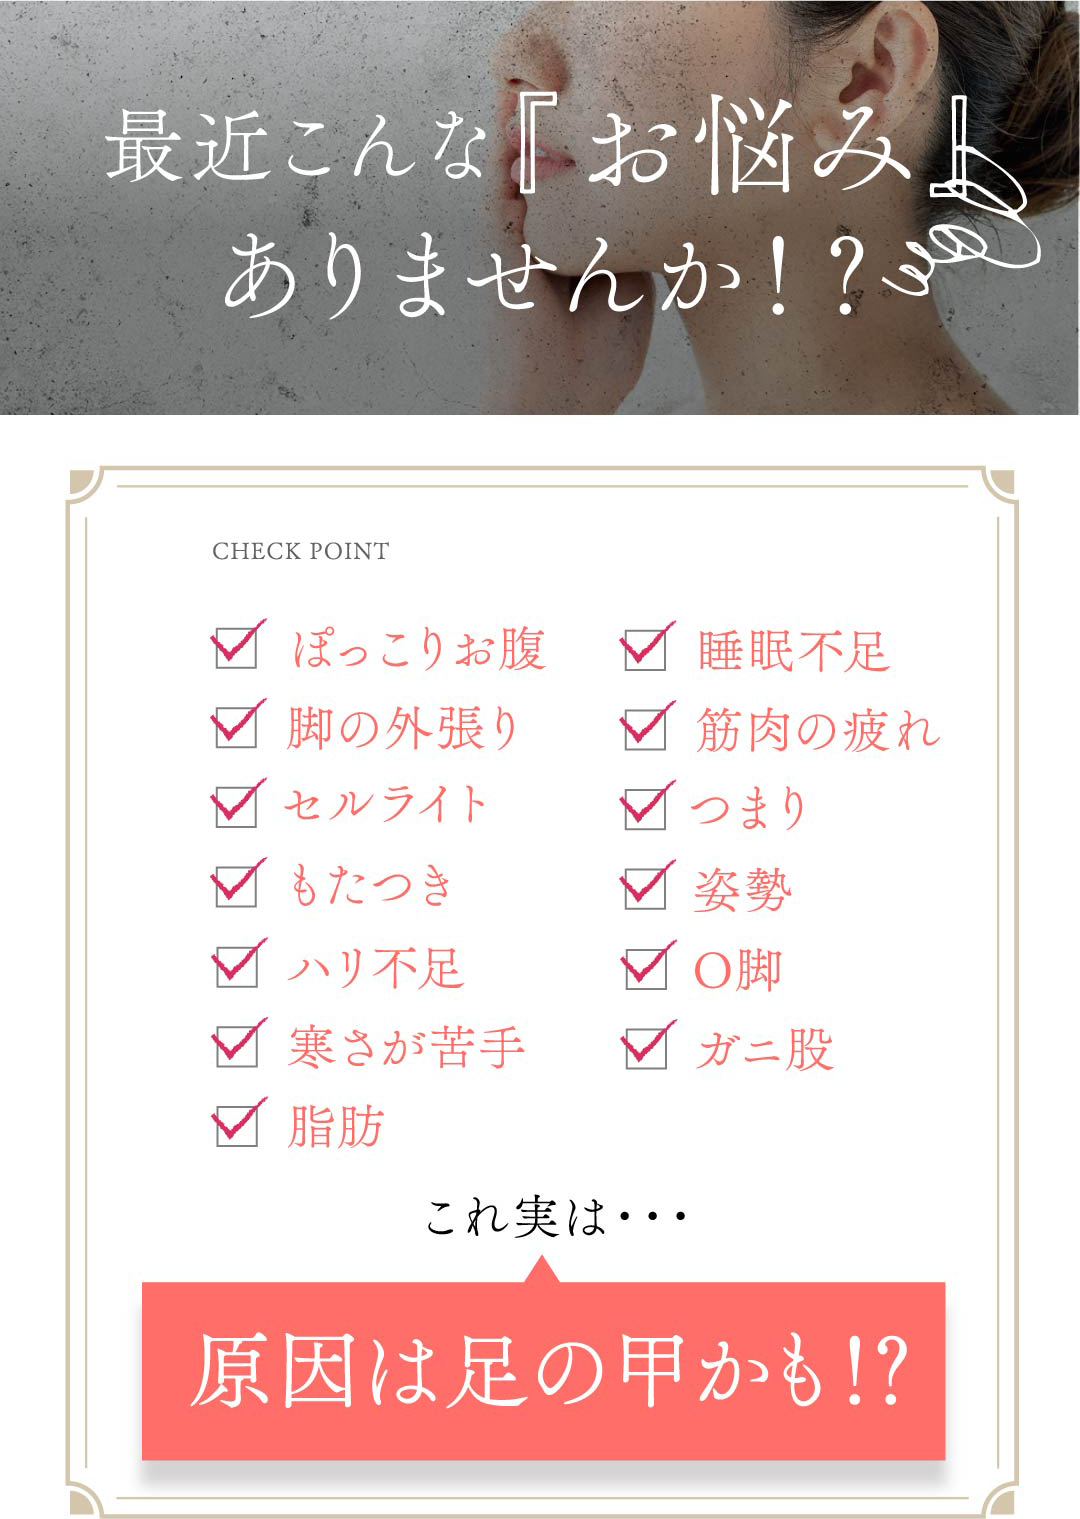 最近こんな『お悩み』
ありませんか！？
CHECK POINT
ぽっこりお腹
脚の外張り
セルライト
もたつき
ハリ不足
寒さが苦手
脂肪
睡眠不足
筋肉の疲れ
つまり
姿勢
O脚
ガニ股
これ実は・・・
原因は足の甲かも!?